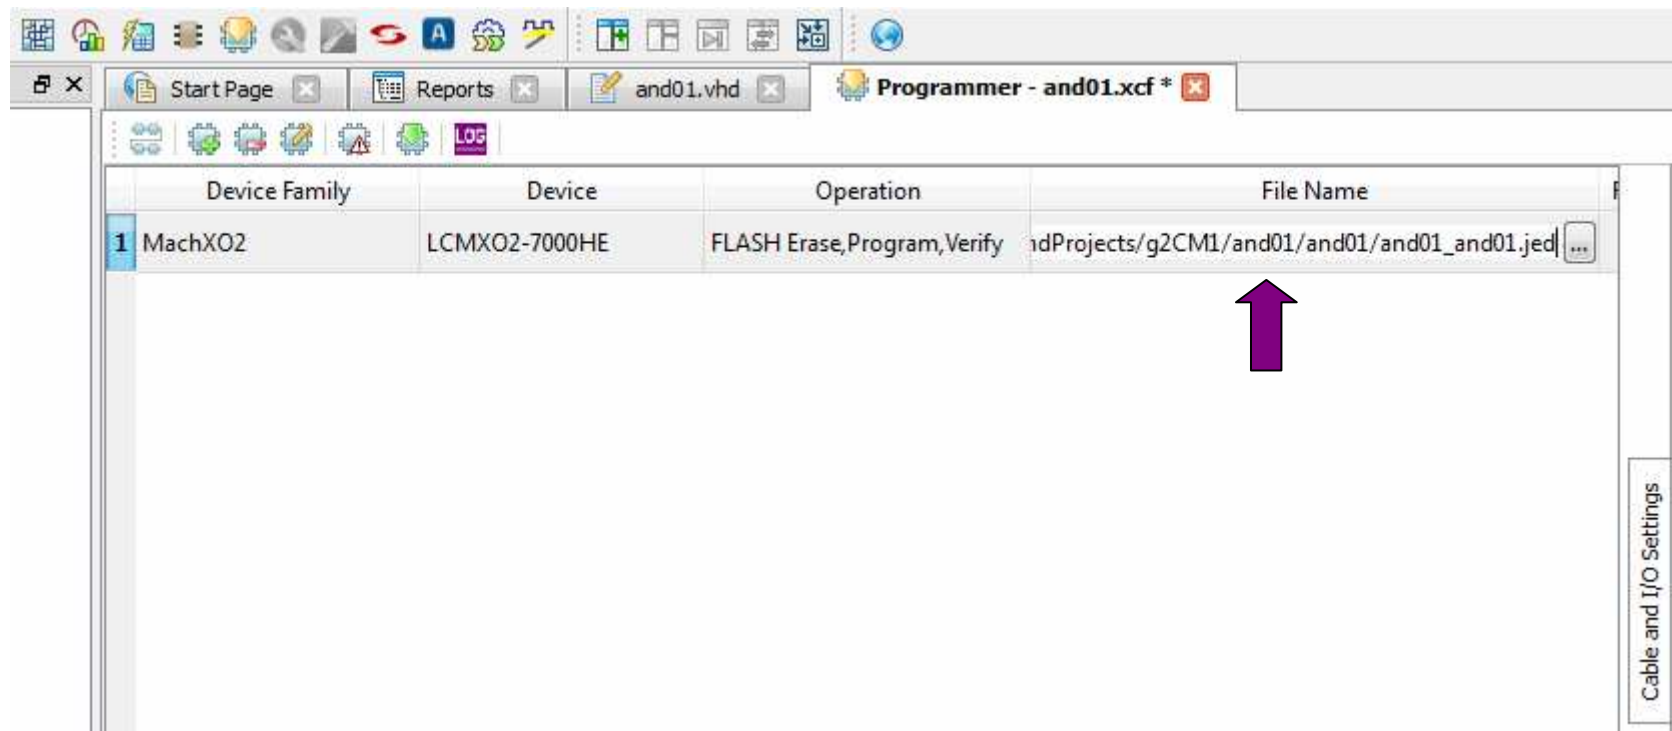 A
Start Page Reports and01.vhd Programmer - and01.xcf *
LOG
Device Family Device Operation File Name
1 MachXO2 LCMXO2-7000HE FLASH Erase,Program,Verify ndProjects/g2CM1/and01/and01/and01_and01.jed ...
Cable and I/O Settings